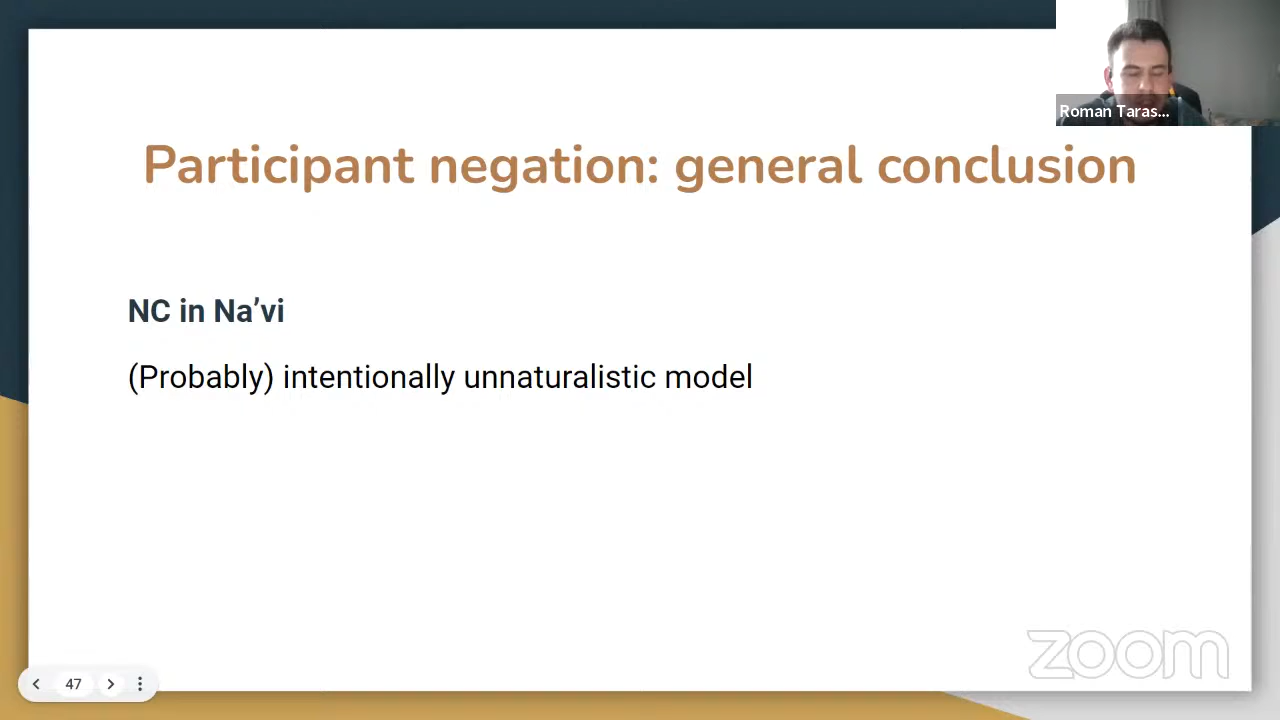 Roman Taras...
Participant negation: general conclusion
NC in Na’vi
(Probably) intentionally unnaturalistic model
zoom
47